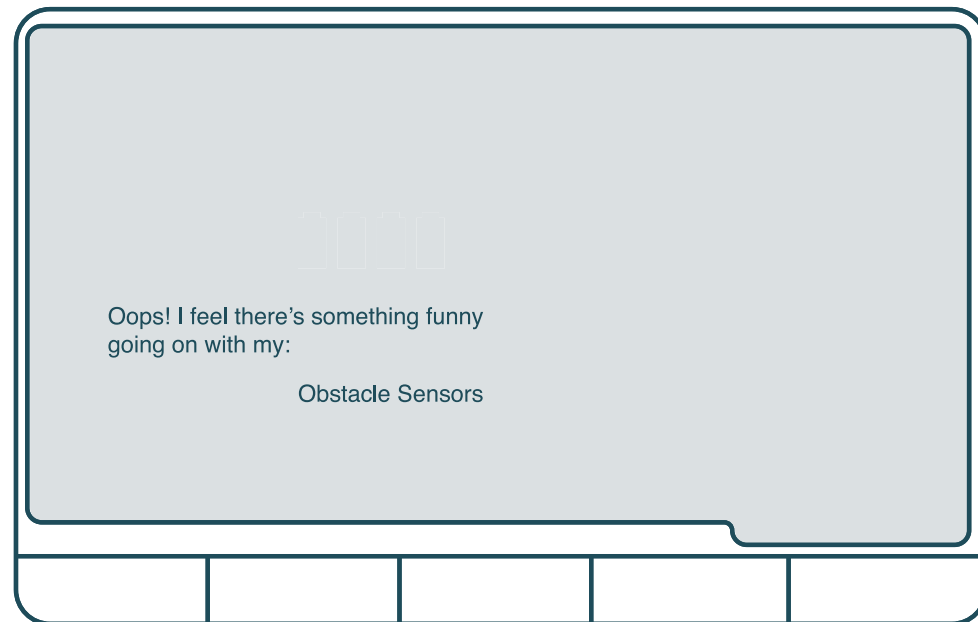 Oops! I feel there’s something funny
going on with my:
Obstacle Sensors